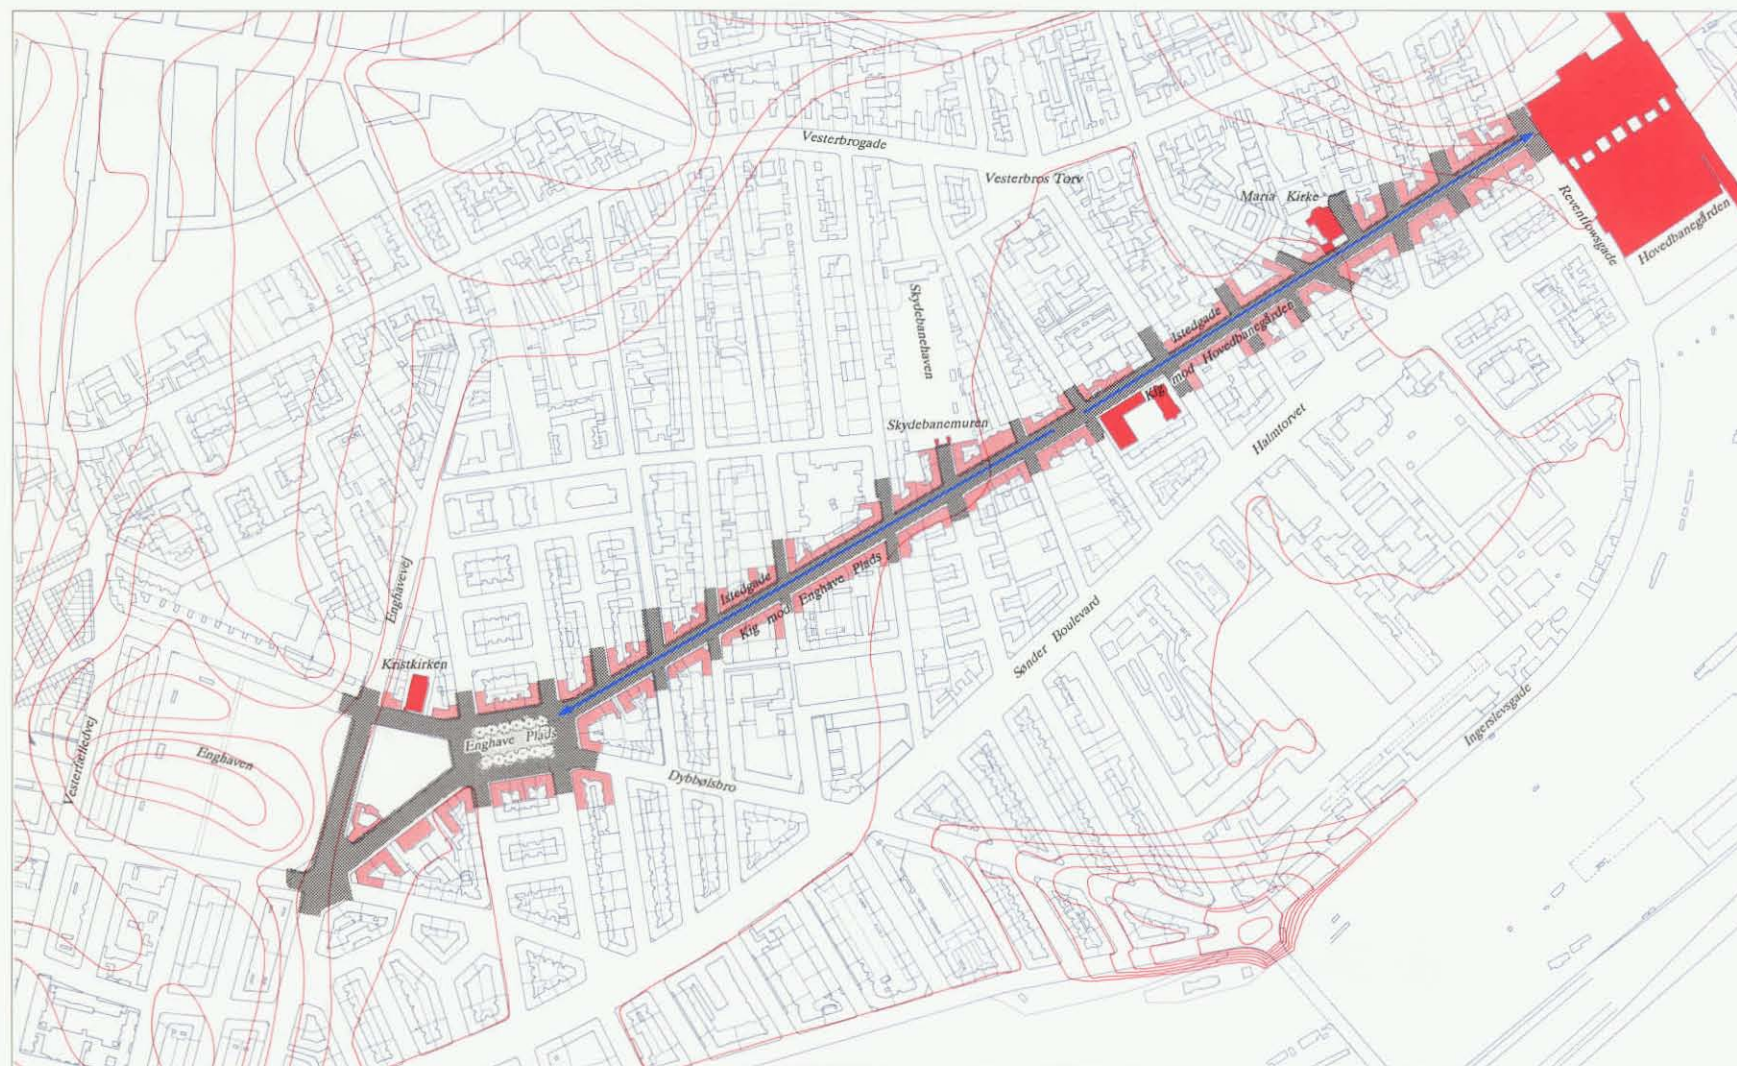 Vesterbrogade
Vesterbros Torv
Maria Kirke
Reventlowsgade
Hovedbanegården
Skydebanehaven
Istedgade
Kig mod Hovedbanegården
Skydebanemuren
Halmtorvet
Enghavevej
Istedgade
Kig mod Enghave Plads
Sønder Boulevard
Kristkirken
Ingerslevsgade
Enghave Plads
Enghaven
Vesterfælledvej
Dybbølsbro